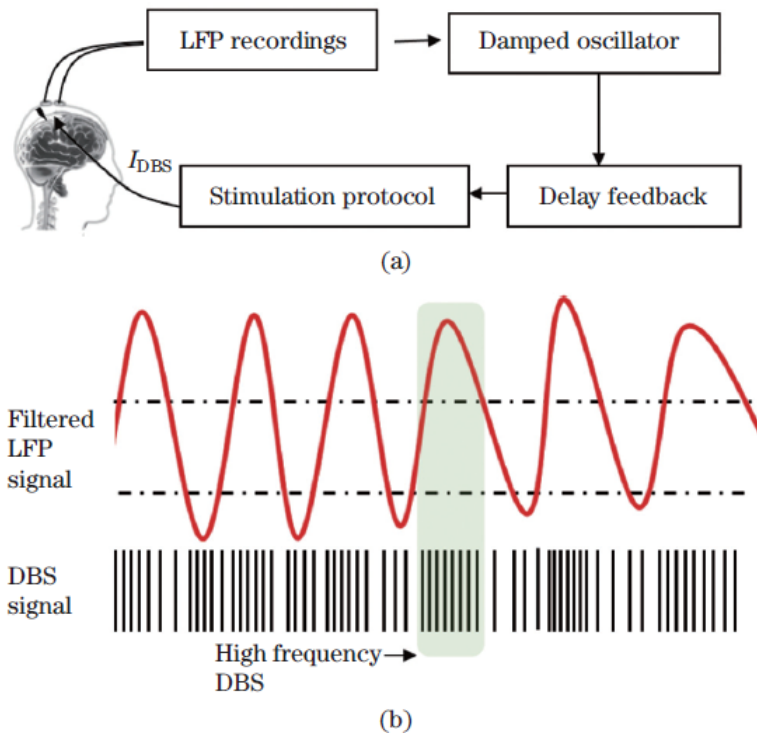 LFP recordings
Damped oscillator
I_DBS
Stimulation protocol
Delay feedback
(a)
Filtered
LFP
signal
DBS
signal
High frequency
DBS
(b)